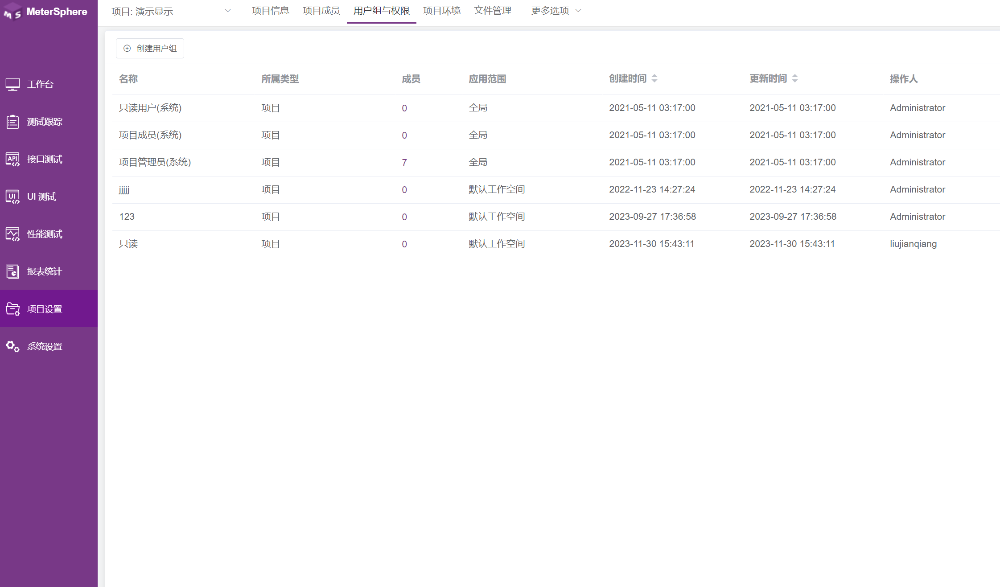 MeterSphere
项目: 演示显示
项目信息 项目成员 用户组与权限 项目环境 文件管理 更多选项
工作台
测试跟踪
API 接口测试
UI UI 测试
性能测试
报表统计
项目设置
系统设置
创建用户组
名称 所属类型 成员 应用范围 创建时间 更新时间 操作人
只读用户(系统) 项目 0 全局 2021-05-11 03:17:00 2021-05-11 03:17:00 Administrator
项目成员(系统) 项目 0 全局 2021-05-11 03:17:00 2021-05-11 03:17:00 Administrator
项目管理员(系统) 项目 7 全局 2021-05-11 03:17:00 2021-05-11 03:17:00 Administrator
jjjjj 项目 0 默认工作空间 2022-11-23 14:27:24 2022-11-23 14:27:24 Administrator
123 项目 0 默认工作空间 2023-09-27 17:36:58 2023-09-27 17:36:58 Administrator
只读 项目 0 默认工作空间 2023-11-30 15:43:11 2023-11-30 15:43:11 liujianqiang